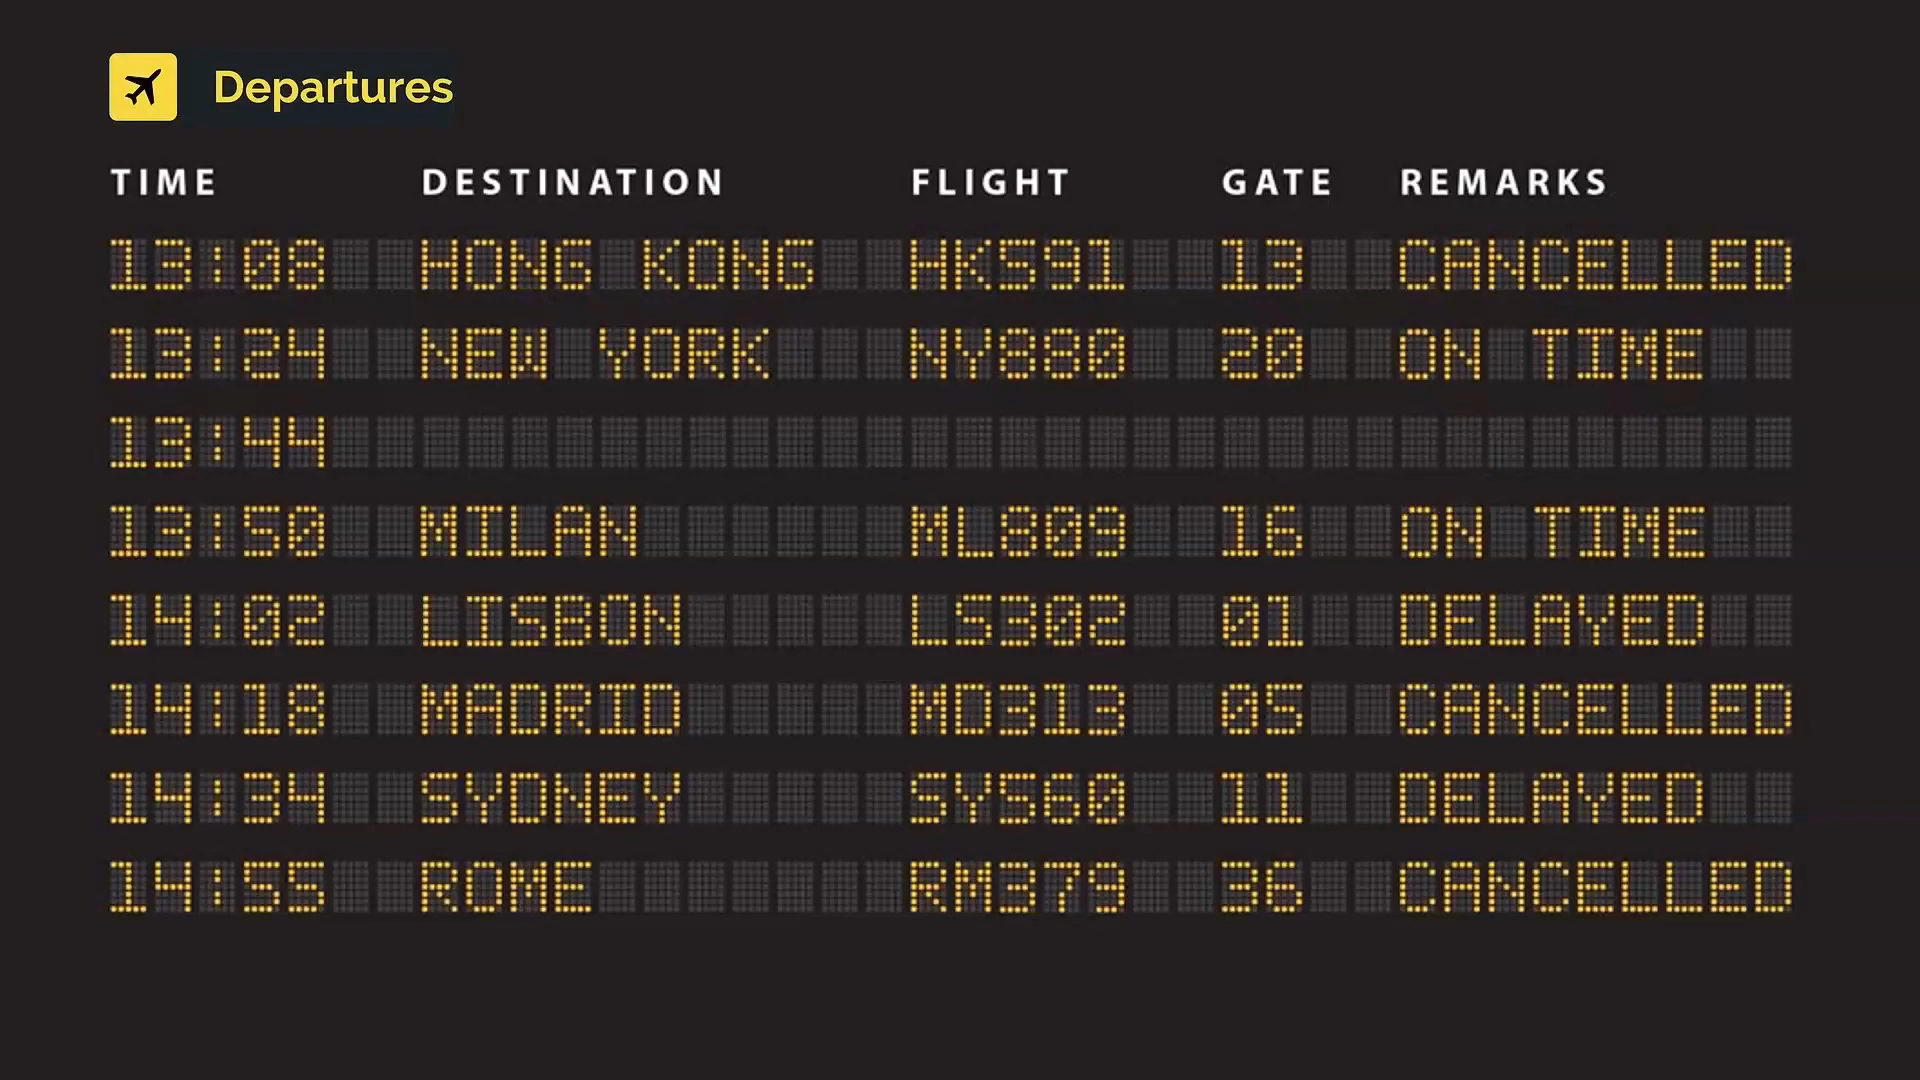 Departures
TIME DESTINATION FLIGHT GATE REMARKS
13:08 HONG KONG HK591 13 CANCELLED
13:24 NEW YORK NY880 20 ON TIME
13:44
13:50 MILAN ML809 16 ON TIME
14:02 LISBON LS302 01 DELAYED
14:18 MADRID MD313 05 CANCELLED
14:34 SYDNEY SY560 11 DELAYED
14:55 ROME RM379 36 CANCELLED